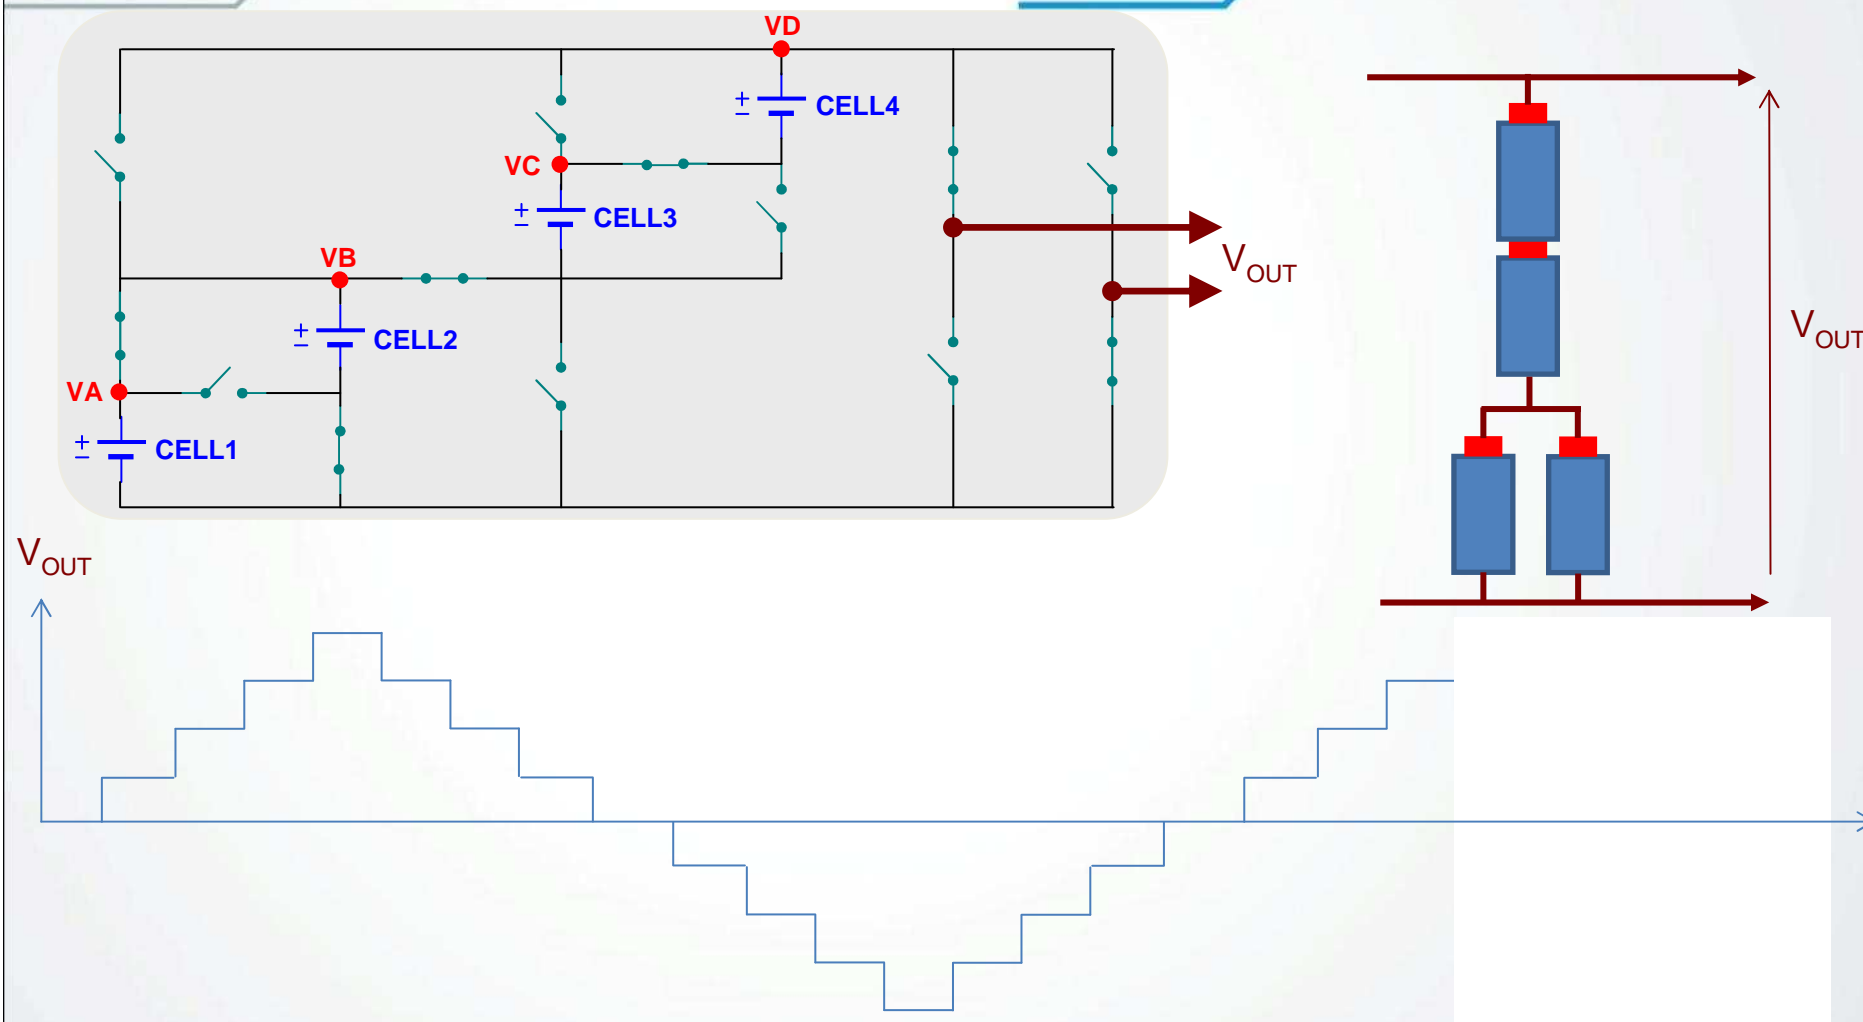 VD
± CELL4
VC
± CELL3
VB
± CELL2
VA
± CELL1
VOUT
VOUT
VOUT